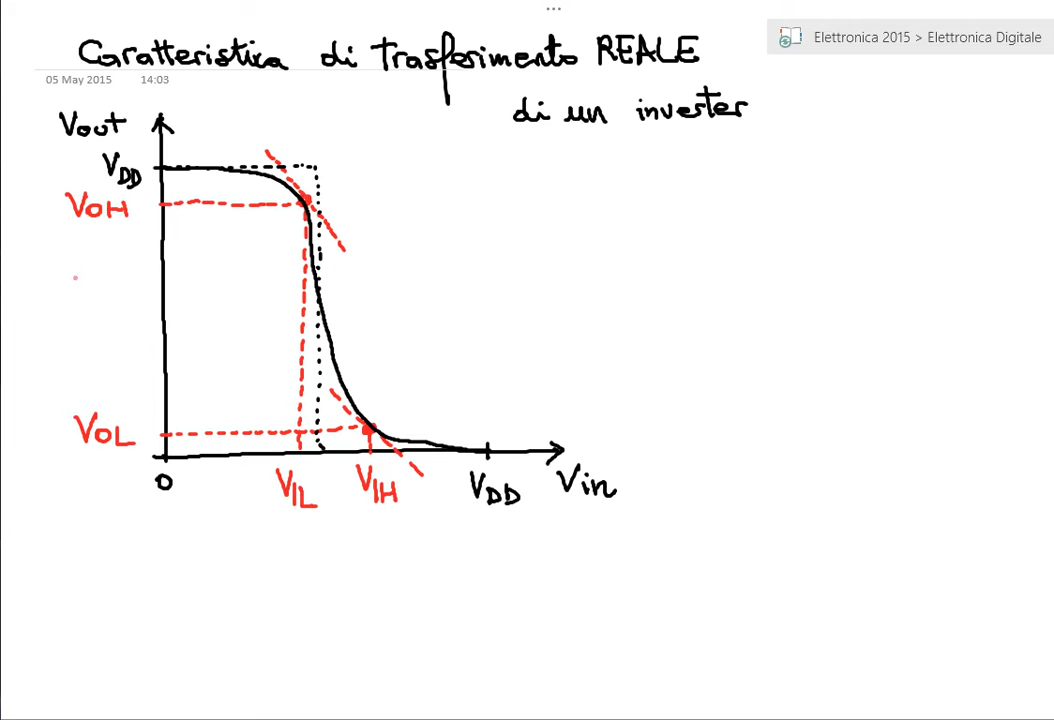 Elettronica 2015 > Elettronica Digitale
Caratteristica di trasferimento REALE
di un inverter
05 May 2015 14:03
Vout
VDD
VOH
VOL
0
VIL
VIH
VDD
Vin